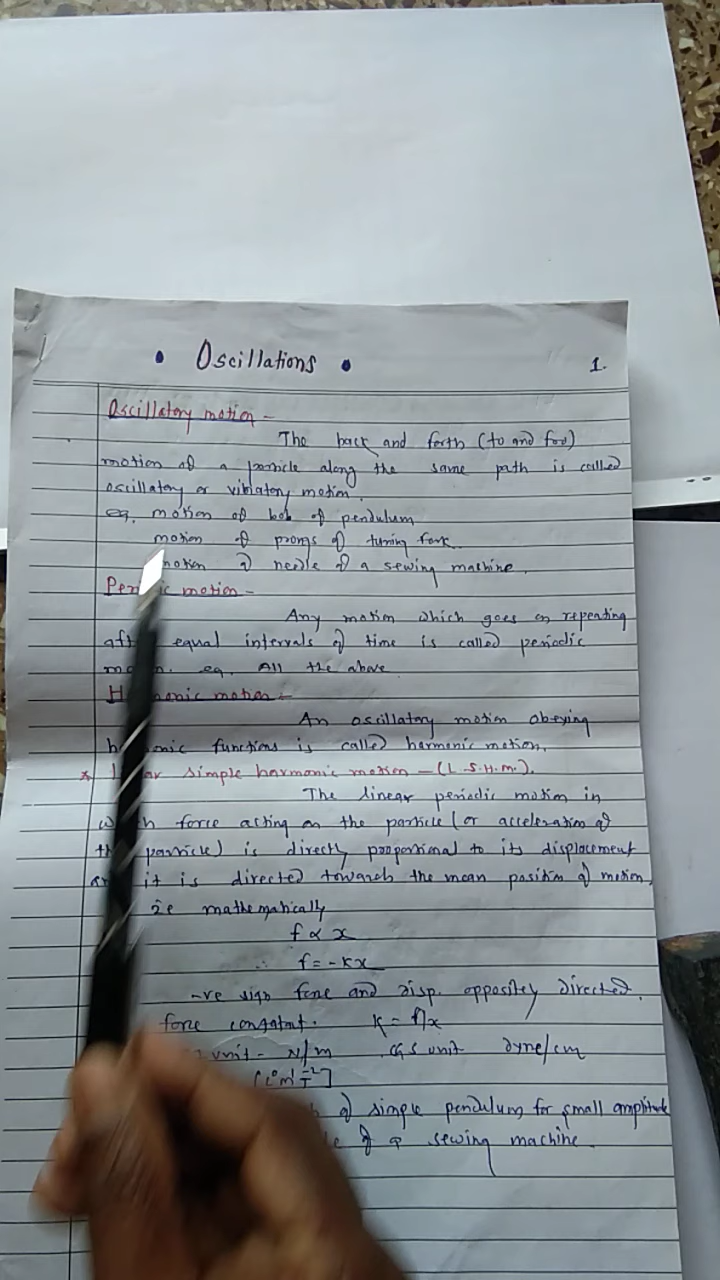 • Oscillations •
1.
Oscillatory motion -
The back and forth (to and fro)
motion of a particle along the same path is called
oscillatory or vibratory motion.
eg. motion of bob of pendulum
motion of prongs of tuning fork.
motion of needle of a sewing machine.
motion -
Any motion which goes on repeating
equal intervals of time is called periodic
eg. All the above
motion -
An oscillatory motion obeying
functions is called harmonic motion.
* simple harmonic motion - (L.S.H.M.).
The linear periodic motion in
force acting on the particle (or acceleration of
particle) is directly proportional to its displacement
it is directed towards the mean position of motion,
ie mathematically
f ∝ x
∴ f = -kx
-ve sign force and disp. oppositely directed.
force constant. K = f/x
unit - N/m CGS unit dyne/cm
[L⁰M¹T⁻²]
of simple pendulum for small amplitude
of a sewing machine.